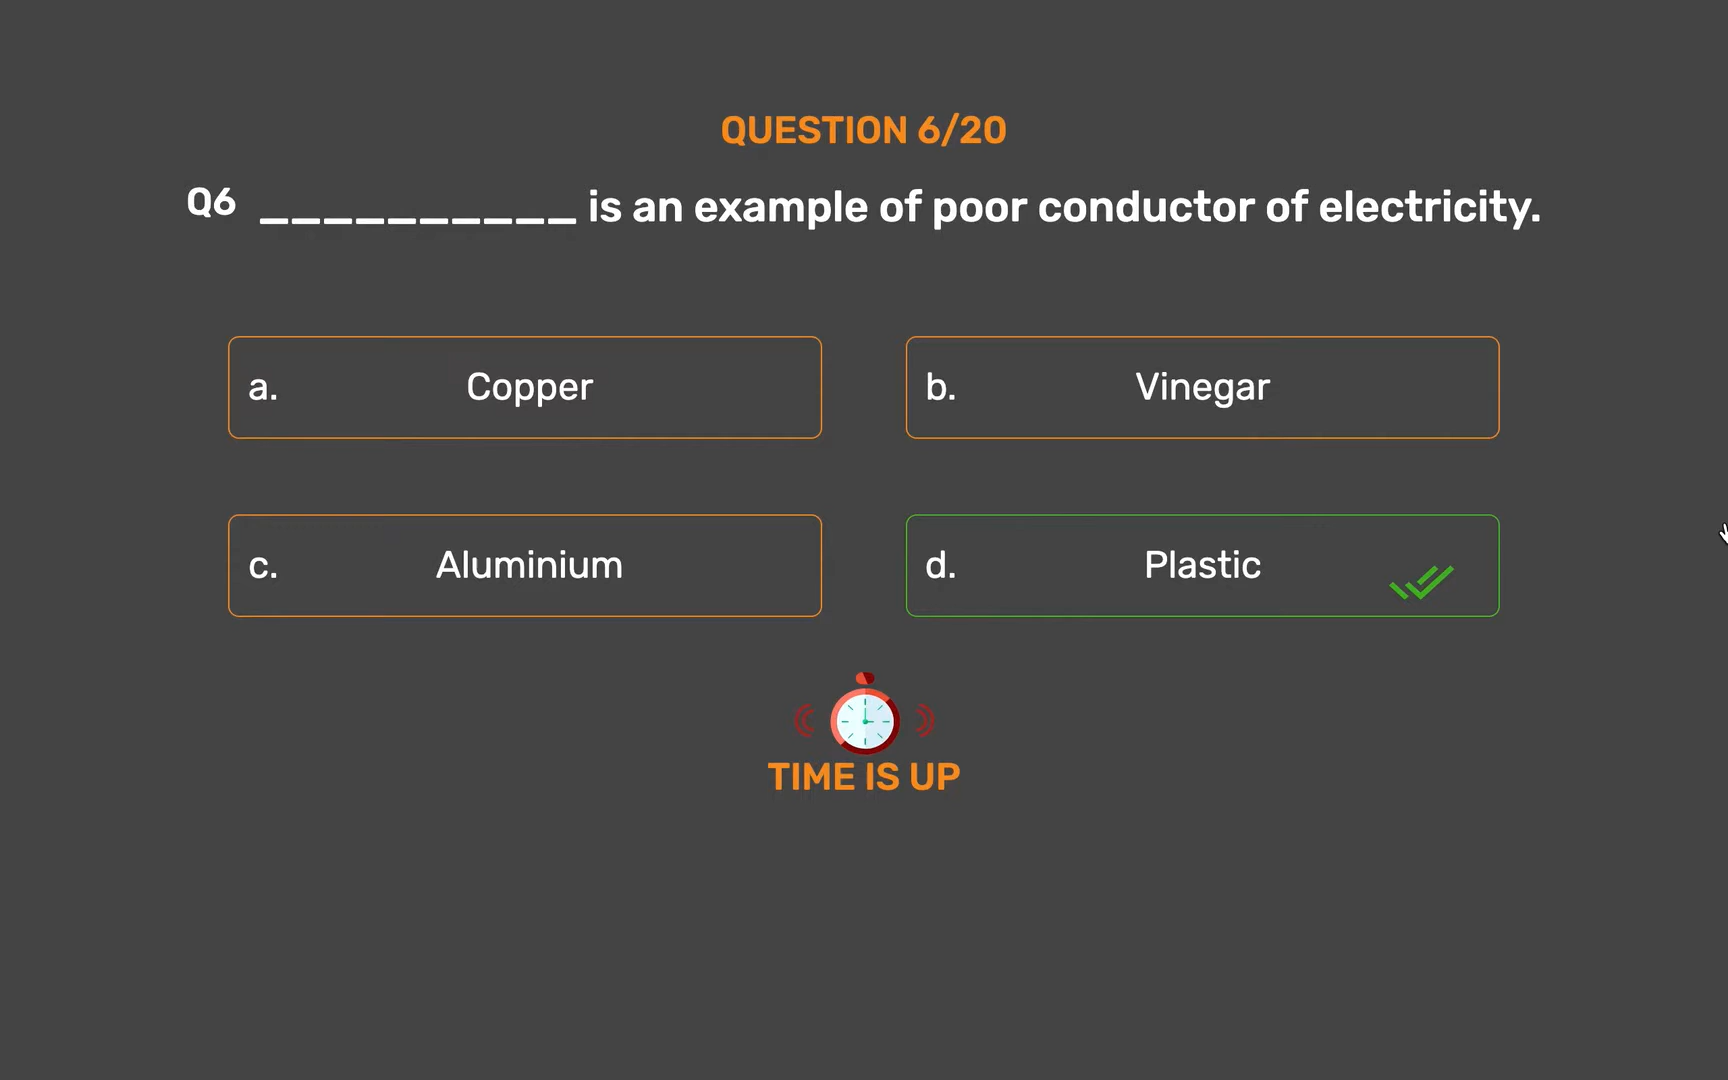 QUESTION 6/20
Q6 __________ is an example of poor conductor of electricity.
a. Copper
b. Vinegar
c. Aluminium
d. Plastic
TIME IS UP